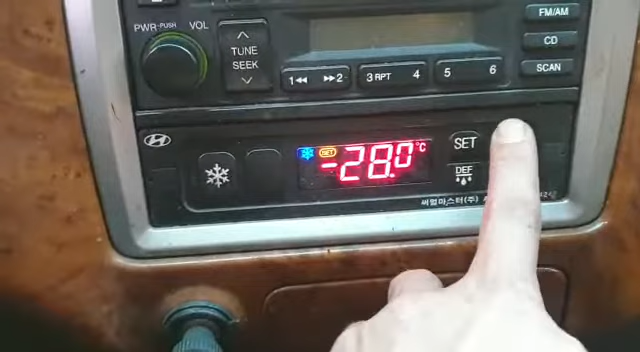 PWR-PUSH VOL
TUNE
SEEK
1 ◀◀ ▶▶ 2
3 RPT 4
5 6
FM/AM
CD
SCAN
SET
-28.0 °C
SET
DEF
써멀마스터(주)